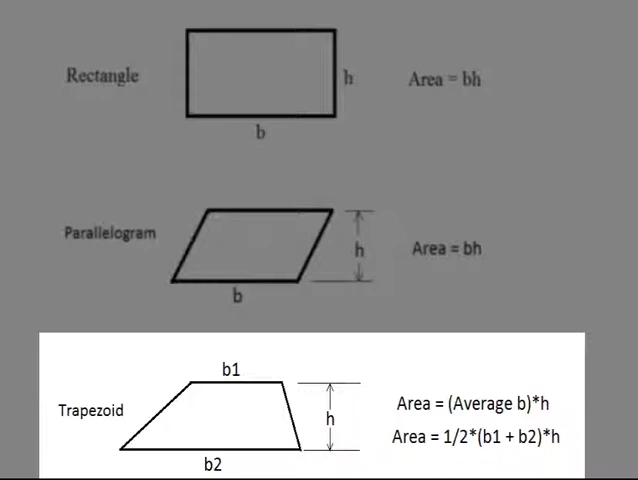 Rectangle
h
Area = bh
b
Parallelogram
h
Area = bh
b
b1
Trapezoid
h
Area = (Average b)*h
Area = 1/2*(b1 + b2)*h
b2